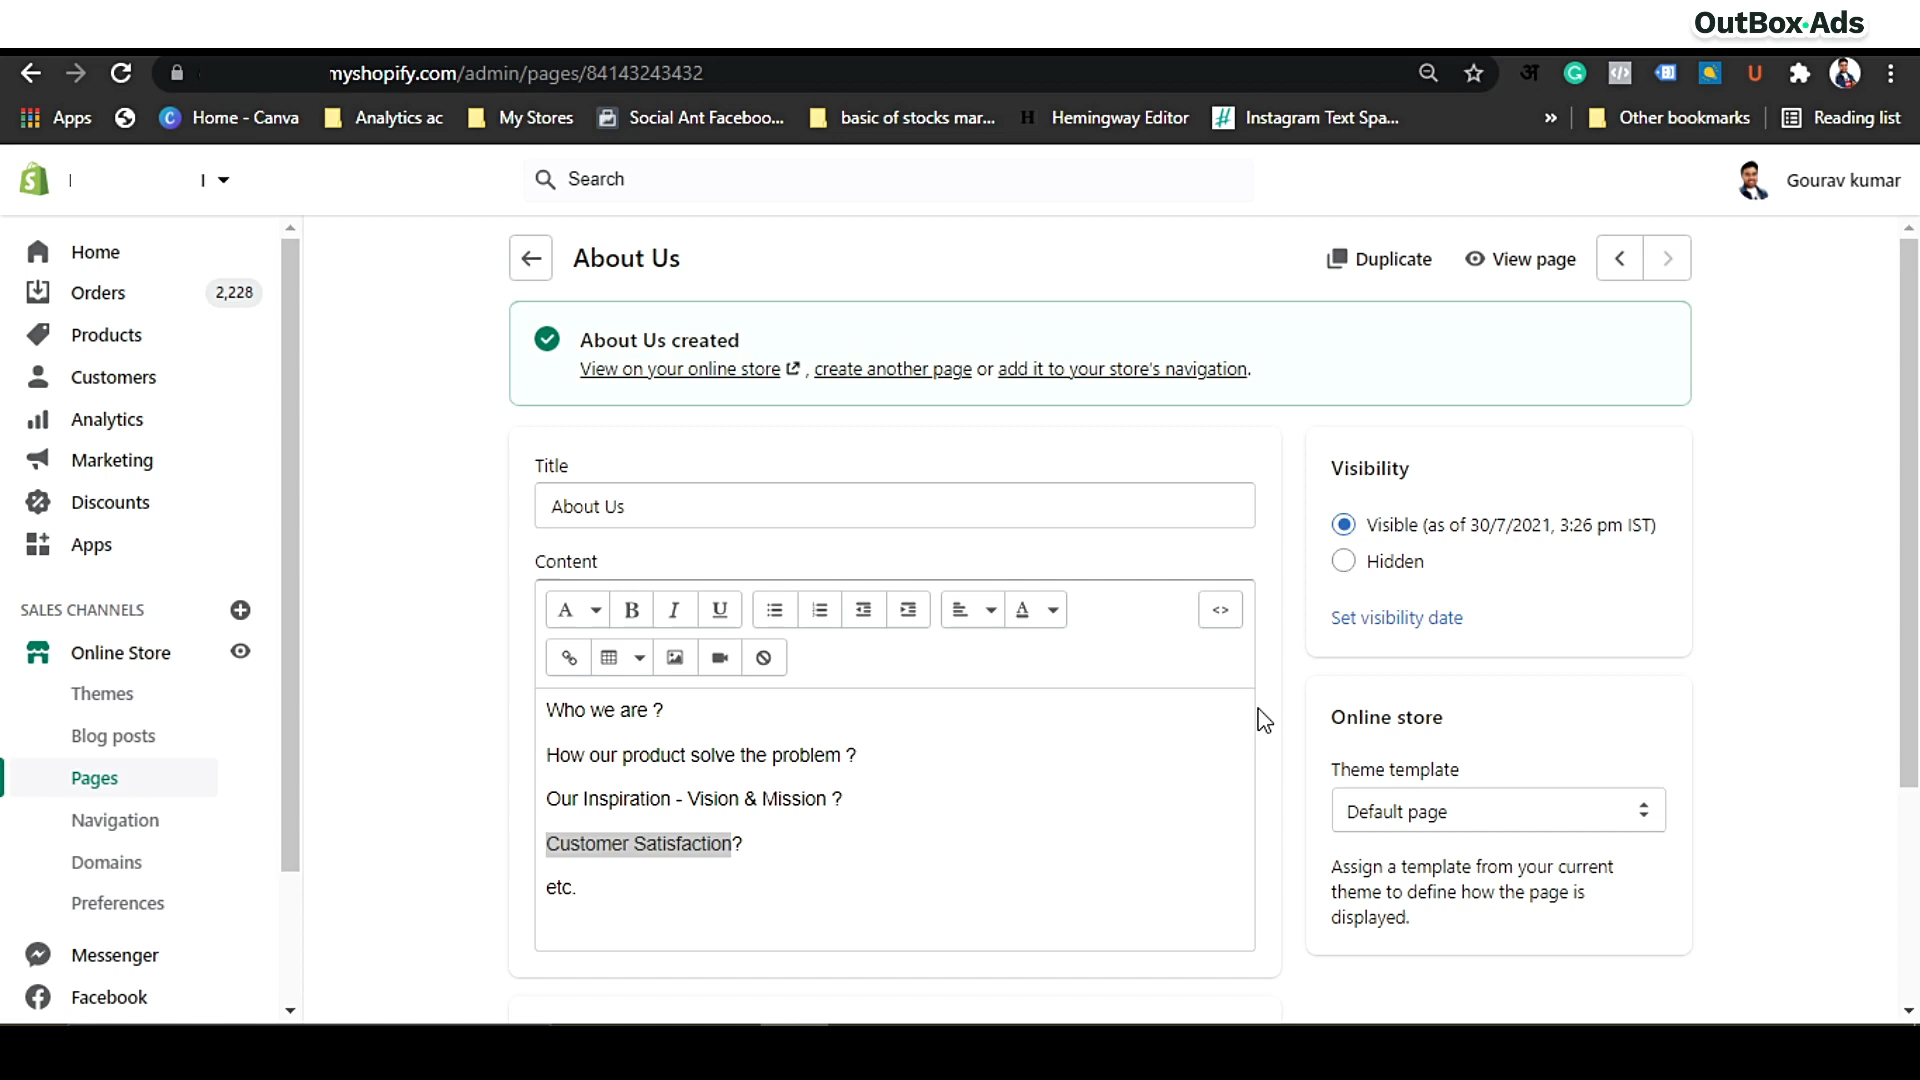 OutBox Ads
myshopify.com/admin/pages/84143243432
Apps
Home - Canva
Analytics ac
My Stores
Social Ant Faceboo...
basic of stocks mar...
Hemingway Editor
Instagram Text Spa...
»
Other bookmarks
Reading list
Search
Gourav kumar
Home
Orders 2,228
Products
Customers
Analytics
Marketing
Discounts
Apps
SALES CHANNELS
Online Store
Themes
Blog posts
Pages
Navigation
Domains
Preferences
Messenger
Facebook
About Us
Duplicate
View page
About Us created
View on your online store , create another page or add it to your store's navigation.
Title
About Us
Content
A B I U A <>
Who we are ?
How our product solve the problem ?
Our Inspiration - Vision & Mission ?
Customer Satisfaction?
etc.
Visibility
Visible (as of 30/7/2021, 3:26 pm IST)
Hidden
Set visibility date
Online store
Theme template
Default page
Assign a template from your current
theme to define how the page is
displayed.